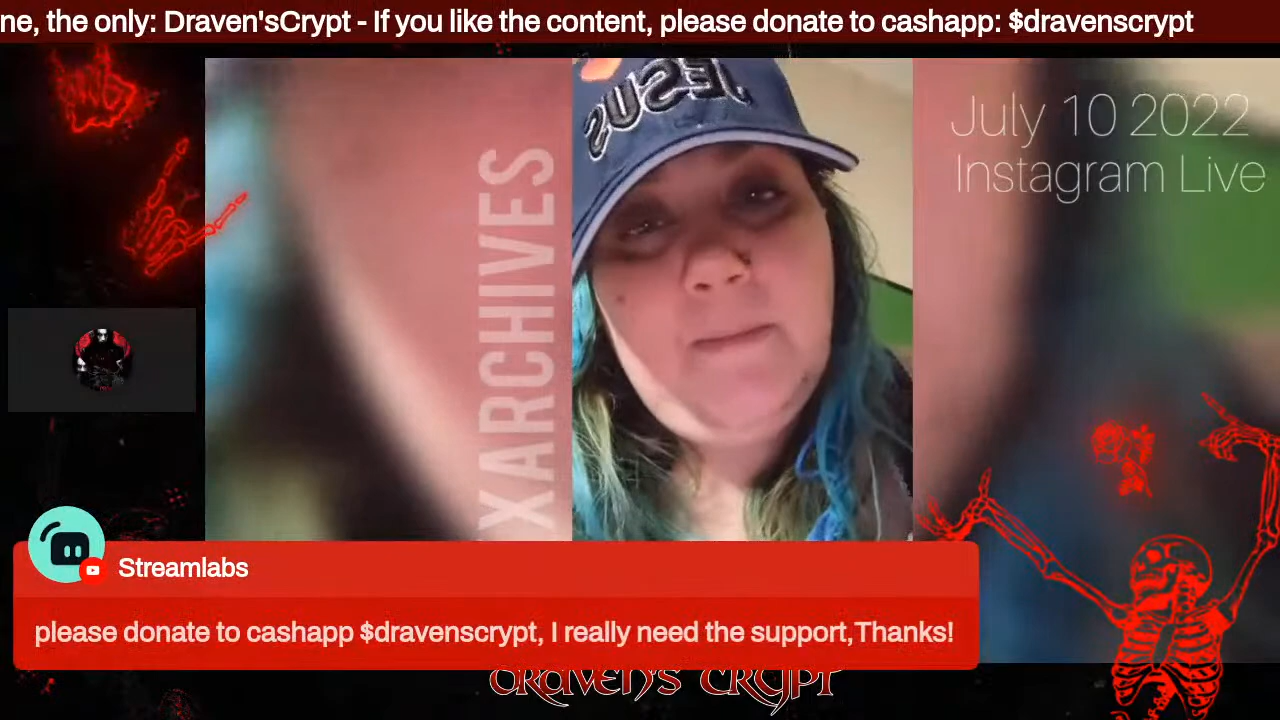 ne, the only: Draven'sCrypt - If you like the content, please donate to cashapp: $dravenscrypt
JESUS
July 10 2022
Instagram Live
XARCHIVES
Streamlabs
please donate to cashapp $dravenscrypt, I really need the support,Thanks!
DRAVEN'S CRYPT